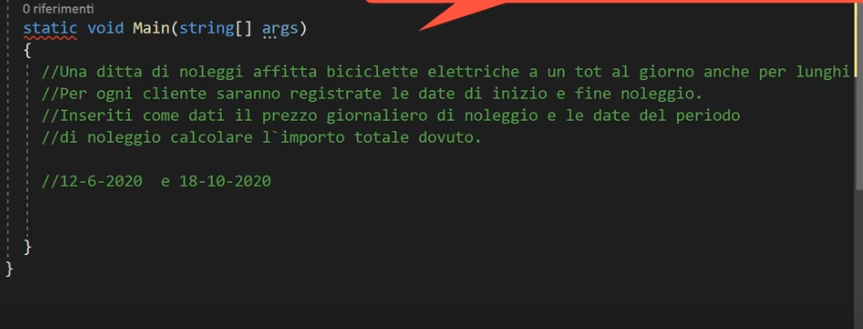 0 riferimenti
static void Main(string[] args)
{
//Una ditta di noleggi affitta biciclette elettriche a un tot al giorno anche per lunghi
//Per ogni cliente saranno registrate le date di inizio e fine noleggio.
//Inseriti come dati il prezzo giornaliero di noleggio e le date del periodo
//di noleggio calcolare l`importo totale dovuto.
//12-6-2020 e 18-10-2020
}
}